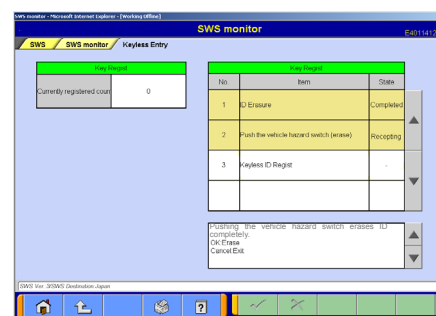 SWS monitor - Microsoft Internet Explorer - [Working Offline]
SWS monitor
E4011412
SWS SWS monitor Keyless Entry
Key Regist
Currently registered coun 0
Key Regist
No. Item State
1 ID Erasure Completed
2 Push the vehicle hazard switch (erase) Recepting
3 Keyless ID Regist -
Pushing the vehicle hazard switch erases ID
completely.
OK:Erase
Cancel:Exit
SWS Ver. 3/SWS Destination Japan
?